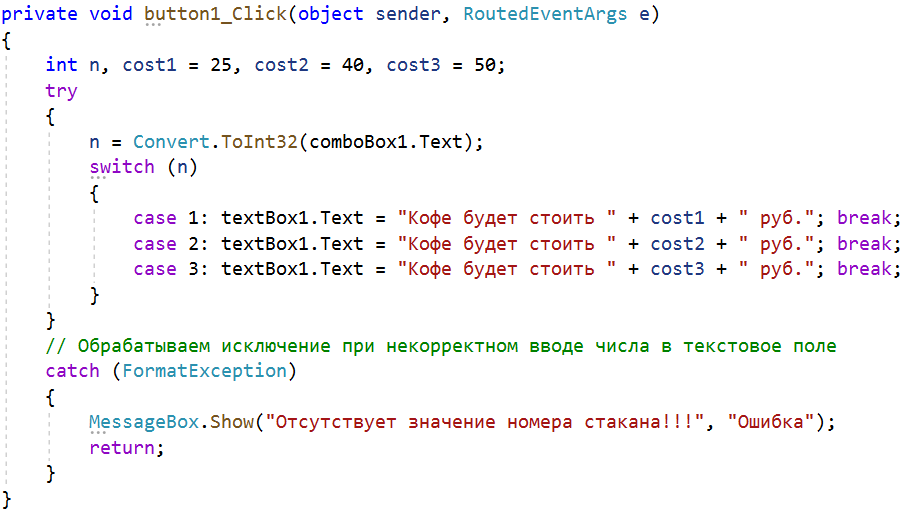 private void button1_Click(object sender, RoutedEventArgs e)
{
    int n, cost1 = 25, cost2 = 40, cost3 = 50;
    try
    {
        n = Convert.ToInt32(comboBox1.Text);
        switch (n)
        {
            case 1: textBox1.Text = "Кофе будет стоить " + cost1 + " руб."; break;
            case 2: textBox1.Text = "Кофе будет стоить " + cost2 + " руб."; break;
            case 3: textBox1.Text = "Кофе будет стоить " + cost3 + " руб."; break;
        }
    }
    // Обрабатываем исключение при некорректном вводе числа в текстовое поле
    catch (FormatException)
    {
        MessageBox.Show("Отсутствует значение номера стакана!!!", "Ошибка");
        return;
    }
}